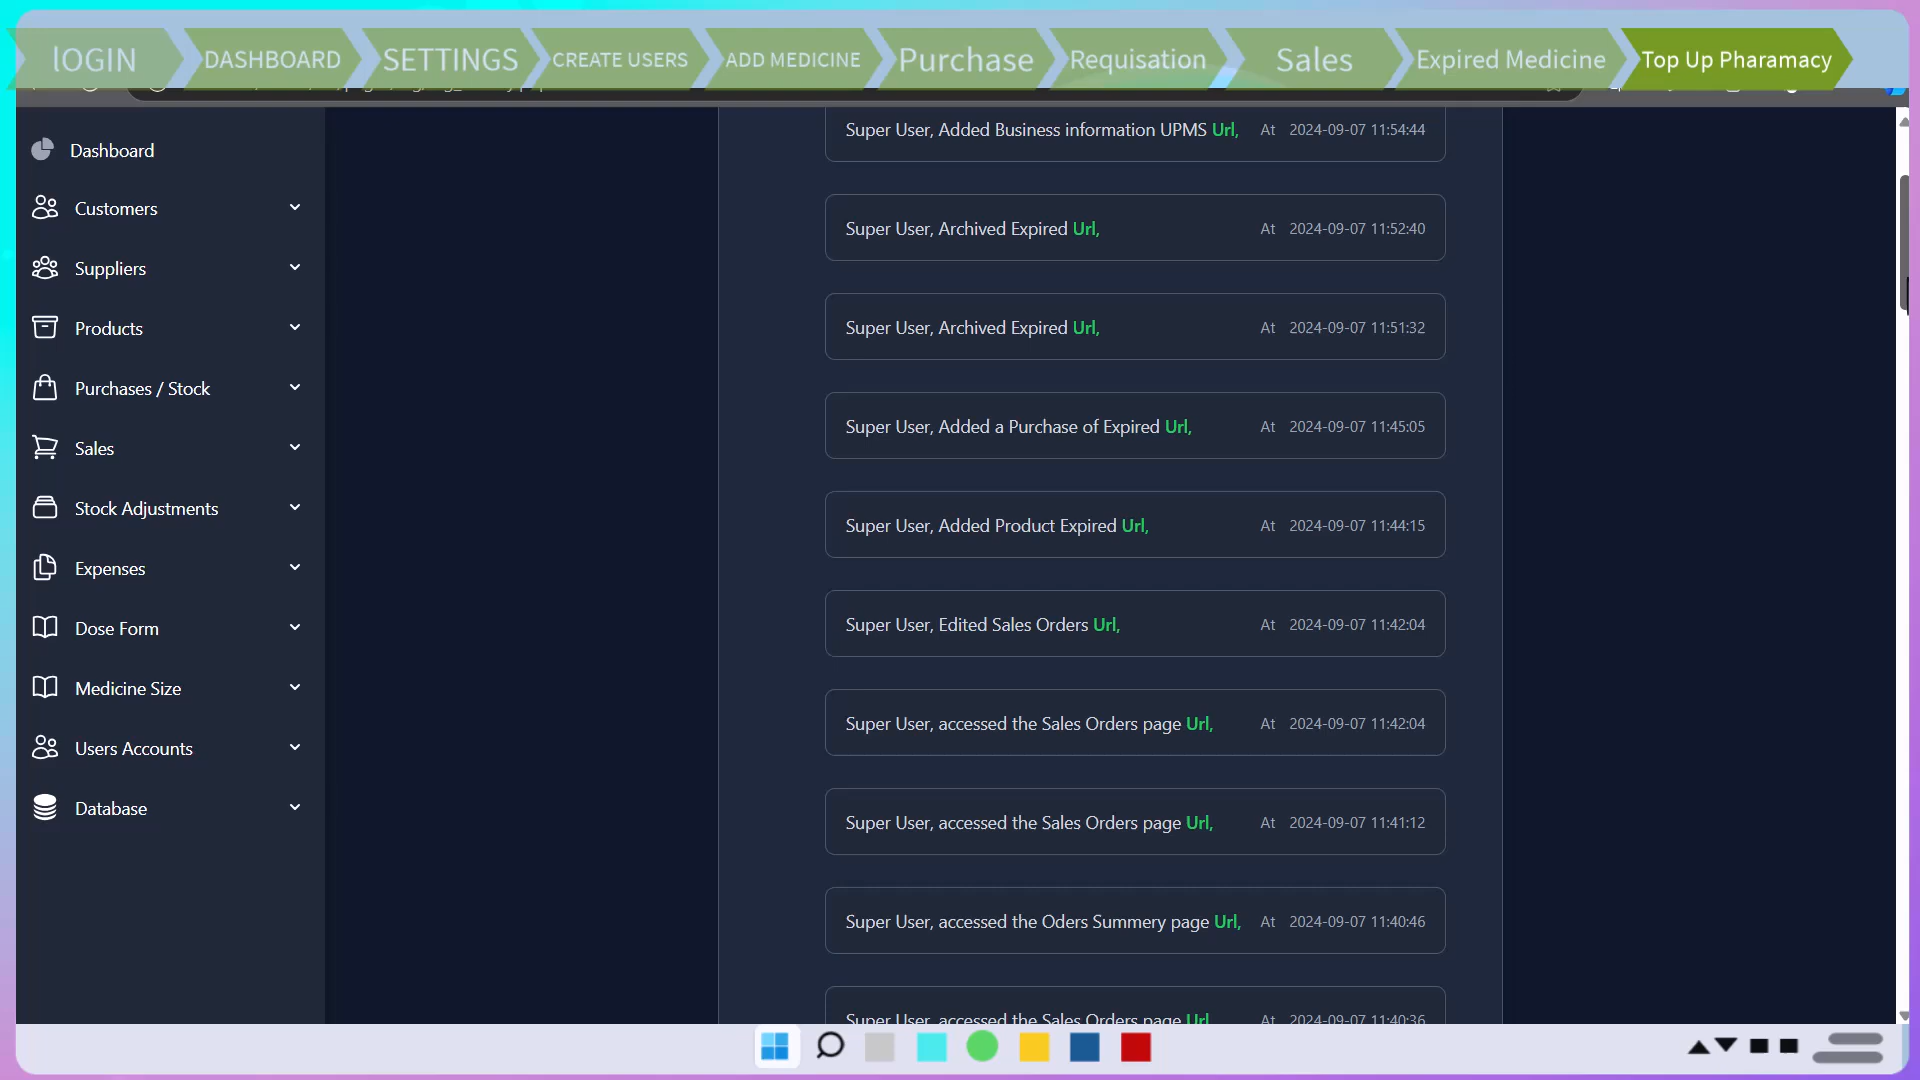 lOGIN
DASHBOARD
SETTINGS
CREATE USERS
ADD MEDICINE
Purchase
Requisation
Sales
Expired Medicine
Top Up Pharamacy
Dashboard
Customers
Suppliers
Products
Purchases / Stock
Sales
Stock Adjustments
Expenses
Dose Form
Medicine Size
Users Accounts
Database
Super User, Added Business information UPMS Url, At 2024-09-07 11:54:44
Super User, Archived Expired Url, At 2024-09-07 11:52:40
Super User, Archived Expired Url, At 2024-09-07 11:51:32
Super User, Added a Purchase of Expired Url, At 2024-09-07 11:45:05
Super User, Added Product Expired Url, At 2024-09-07 11:44:15
Super User, Edited Sales Orders Url, At 2024-09-07 11:42:04
Super User, accessed the Sales Orders page Url, At 2024-09-07 11:42:04
Super User, accessed the Sales Orders page Url, At 2024-09-07 11:41:12
Super User, accessed the Oders Summery page Url, At 2024-09-07 11:40:46
Super User, accessed the Sales Orders page Url, At 2024-09-07 11:40:36